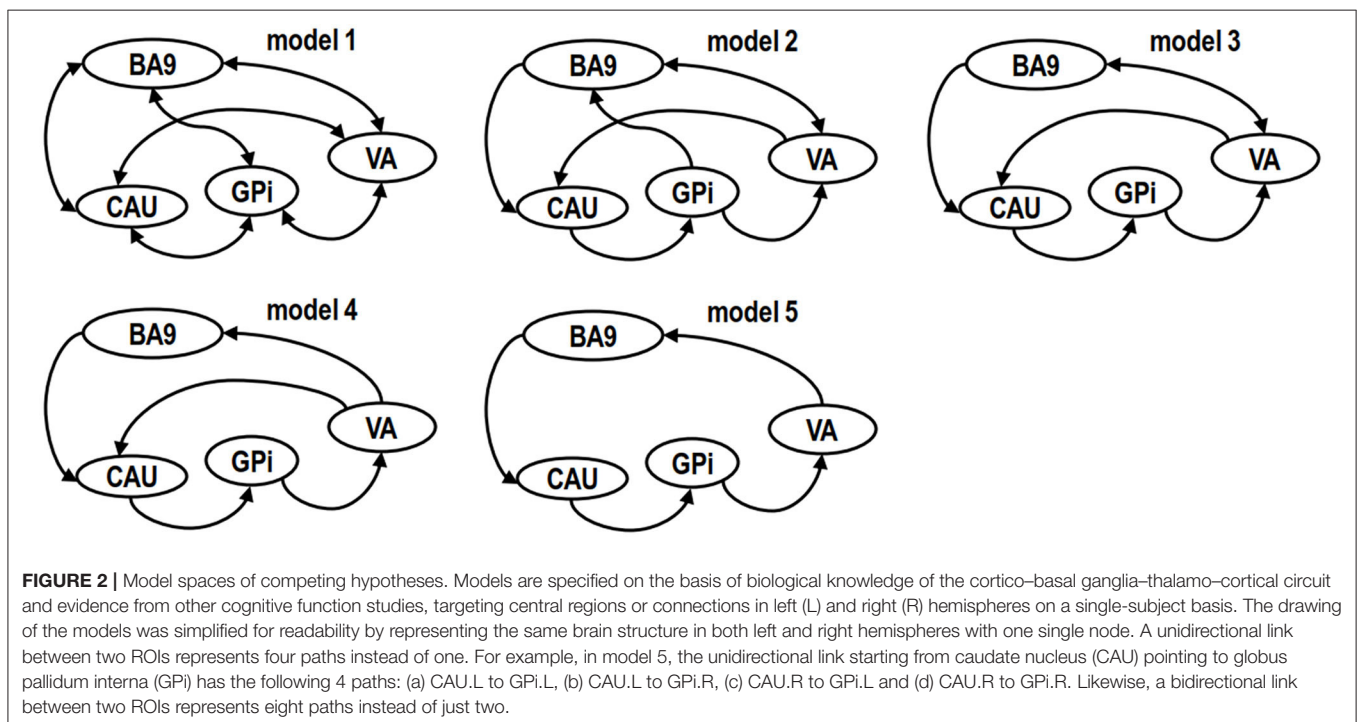 model 1
BA9
VA
GPi
CAU
model 2
BA9
VA
GPi
CAU
model 3
BA9
VA
GPi
CAU
model 4
BA9
VA
GPi
CAU
model 5
BA9
VA
GPi
CAU
FIGURE 2 | Model spaces of competing hypotheses. Models are specified on the basis of biological knowledge of the cortico–basal ganglia–thalamo–cortical circuit
and evidence from other cognitive function studies, targeting central regions or connections in left (L) and right (R) hemispheres on a single-subject basis. The drawing
of the models was simplified for readability by representing the same brain structure in both left and right hemispheres with one single node. A unidirectional link
between two ROIs represents four paths instead of one. For example, in model 5, the unidirectional link starting from caudate nucleus (CAU) pointing to globus
pallidum interna (GPi) has the following 4 paths: (a) CAU.L to GPi.L, (b) CAU.L to GPi.R, (c) CAU.R to GPi.L and (d) CAU.R to GPi.R. Likewise, a bidirectional link
between two ROIs represents eight paths instead of just two.